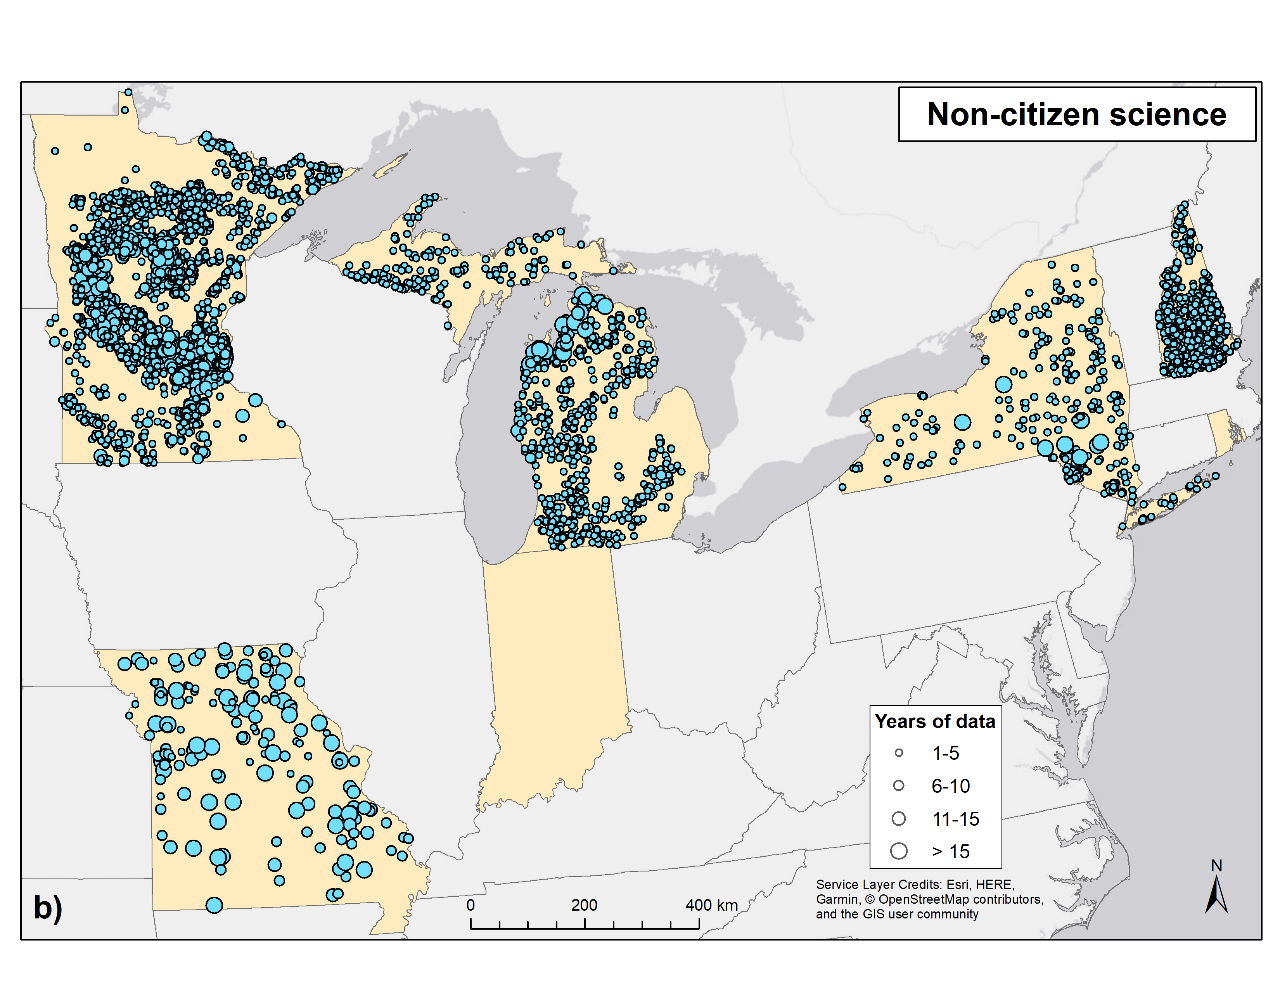 Non-citizen science
Years of data
1-5
6-10
11-15
> 15
Service Layer Credits: Esri, HERE,
Garmin, © OpenStreetMap contributors,
and the GIS user community
N
b)
0 200 400 km